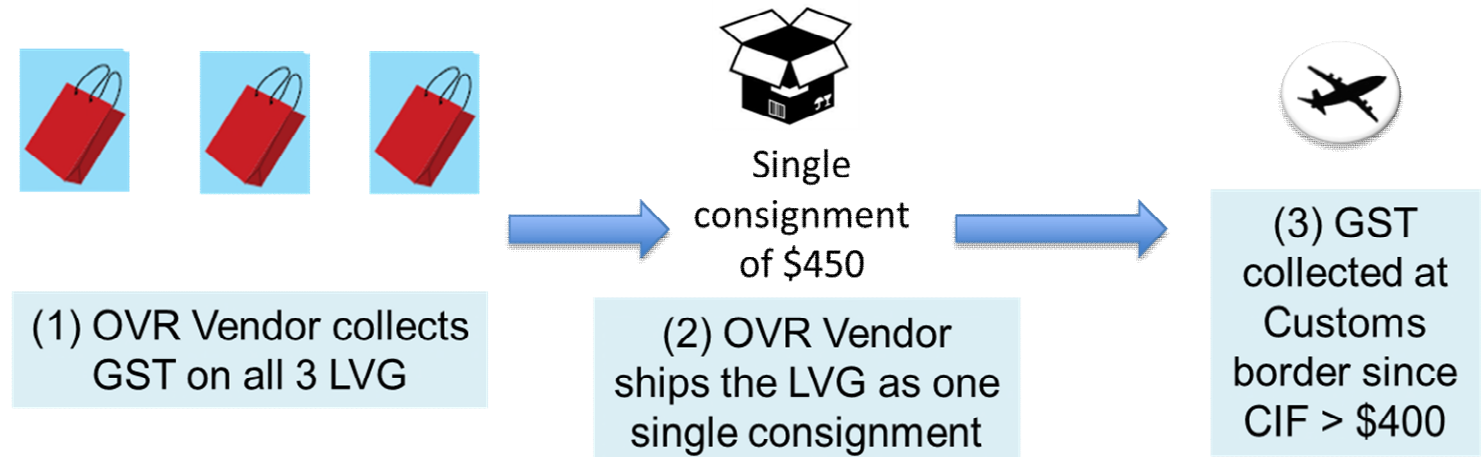 (1) OVR Vendor collects
GST on all 3 LVG
Single
consignment
of $450
(2) OVR Vendor
ships the LVG as one
single consignment
(3) GST
collected at
Customs
border since
CIF > $400